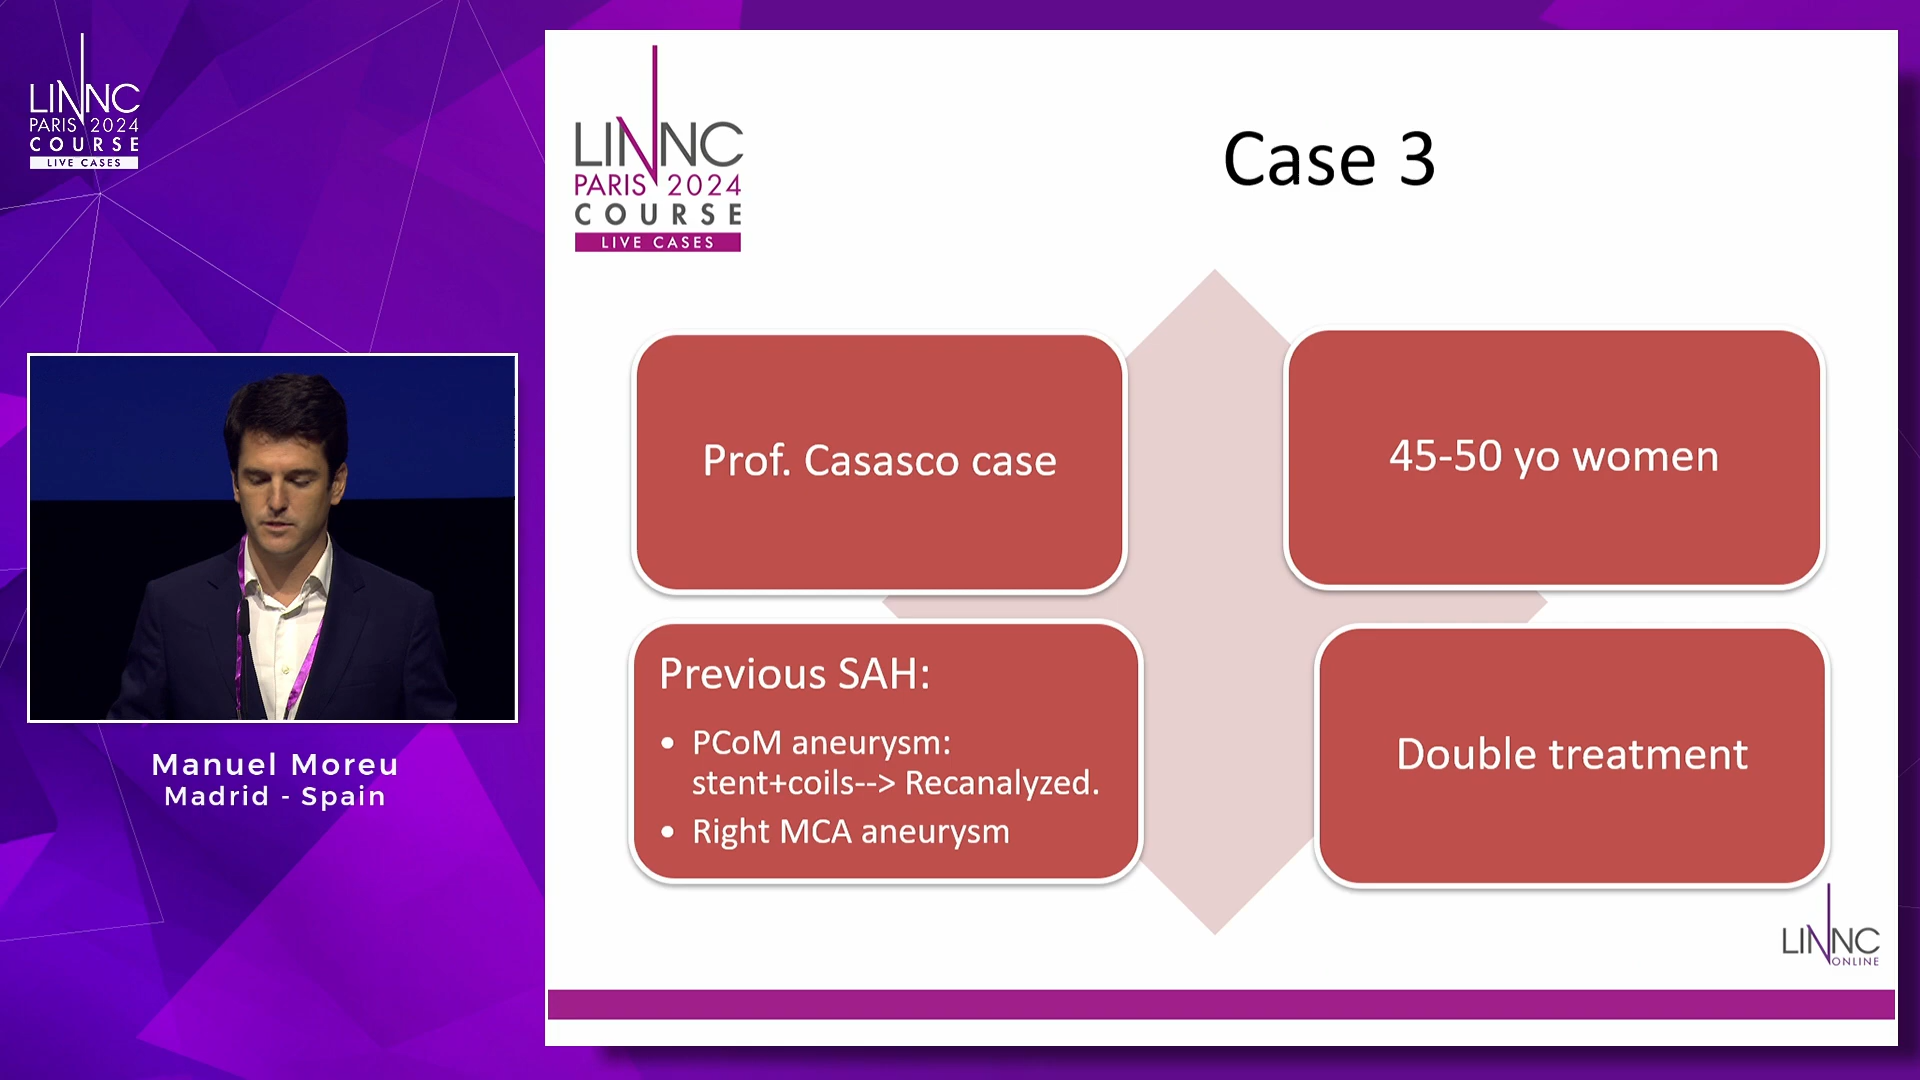 LINNC
PARIS 2024
COURSE
LIVE CASES
Manuel Moreu
Madrid - Spain
LINNC
PARIS 2024
COURSE
LIVE CASES
Case 3
Prof. Casasco case
45-50 yo women
Previous SAH:
• PCoM aneurysm:
stent+coils--> Recanalyzed.
• Right MCA aneurysm
Double treatment
LINNC
ONLINE